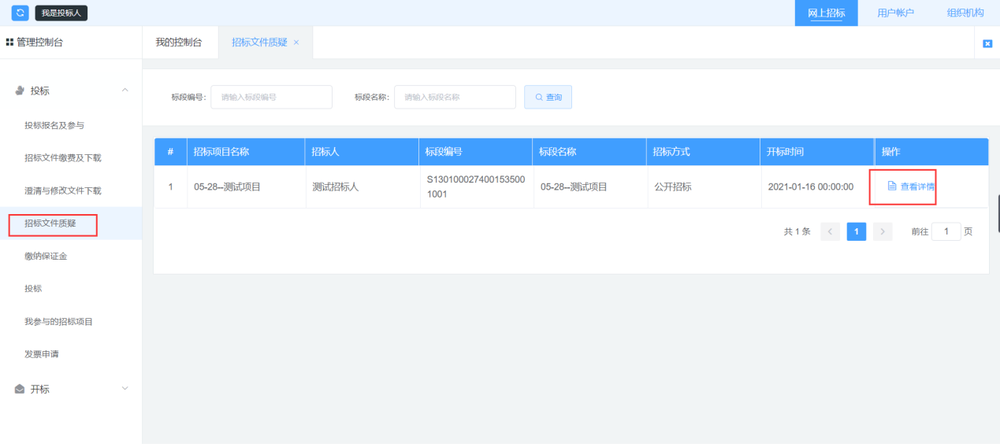 我是投标人
网上招标 用户帐户 组织机构
管理控制台
我的控制台 招标文件质疑 ×
投标
投标报名及参与
招标文件缴费及下载
澄清与修改文件下载
招标文件质疑
缴纳保证金
投标
我参与的招标项目
发票申请
开标
标段编号: 请输入标段编号 标段名称: 请输入标段名称 查询
# 招标项目名称 招标人 标段编号 标段名称 招标方式 开标时间 操作
1 05-28--测试项目 测试招标人 S130100027400153500 05-28--测试项目 公开招标 2021-01-16 00:00:00 查看详情
1001
共 1 条 < 1 > 前往 1 页